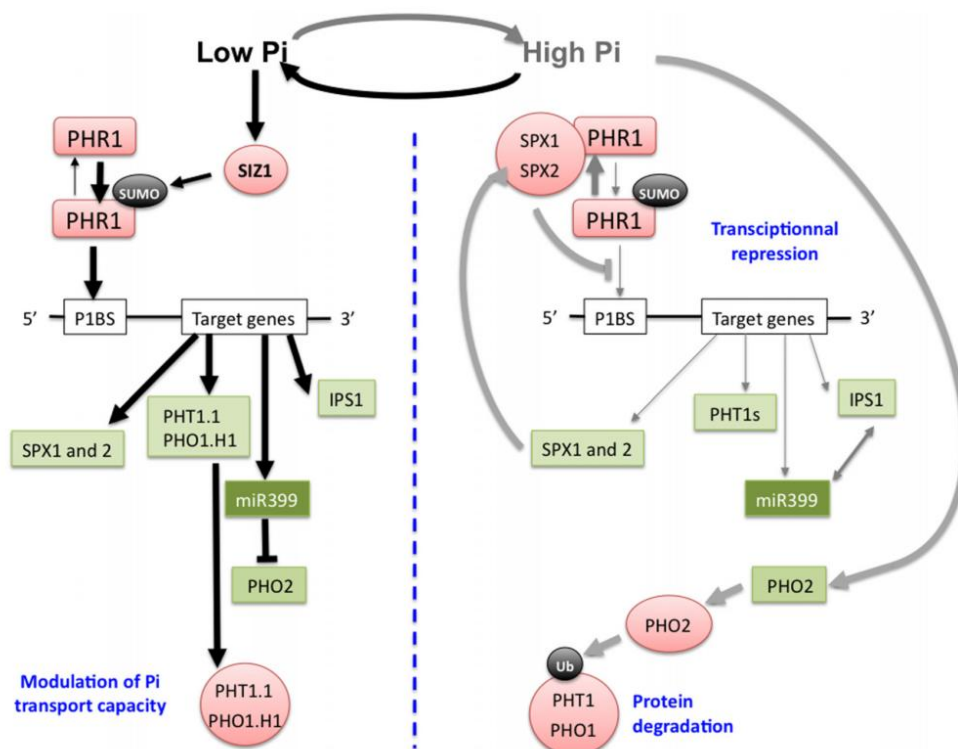 Low Pi
High Pi
PHR1
SIZ1
SUMO
PHR1
5’
P1BS
Target genes
3’
IPS1
PHT1.1
PHO1.H1
SPX1 and 2
miR399
PHO2
Modulation of Pi
transport capacity
PHT1.1
PHO1.H1
SPX1
SPX2
PHR1
SUMO
PHR1
Transciptionnal
repression
5’
P1BS
Target genes
3’
IPS1
PHT1s
SPX1 and 2
miR399
PHO2
PHO2
Ub
PHT1
PHO1
Protein
degradation